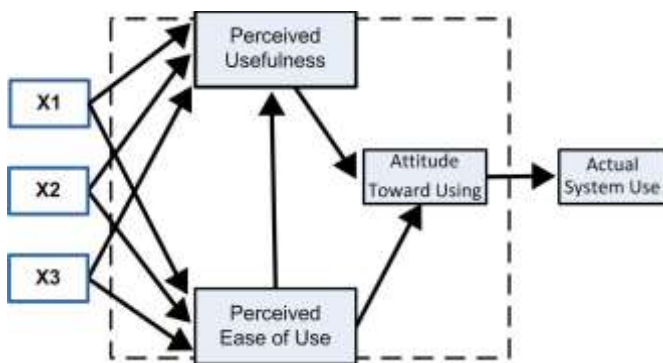 Perceived
Usefulness
X1
X2
X3
Attitude
Toward Using
Actual
System Use
Perceived
Ease of Use